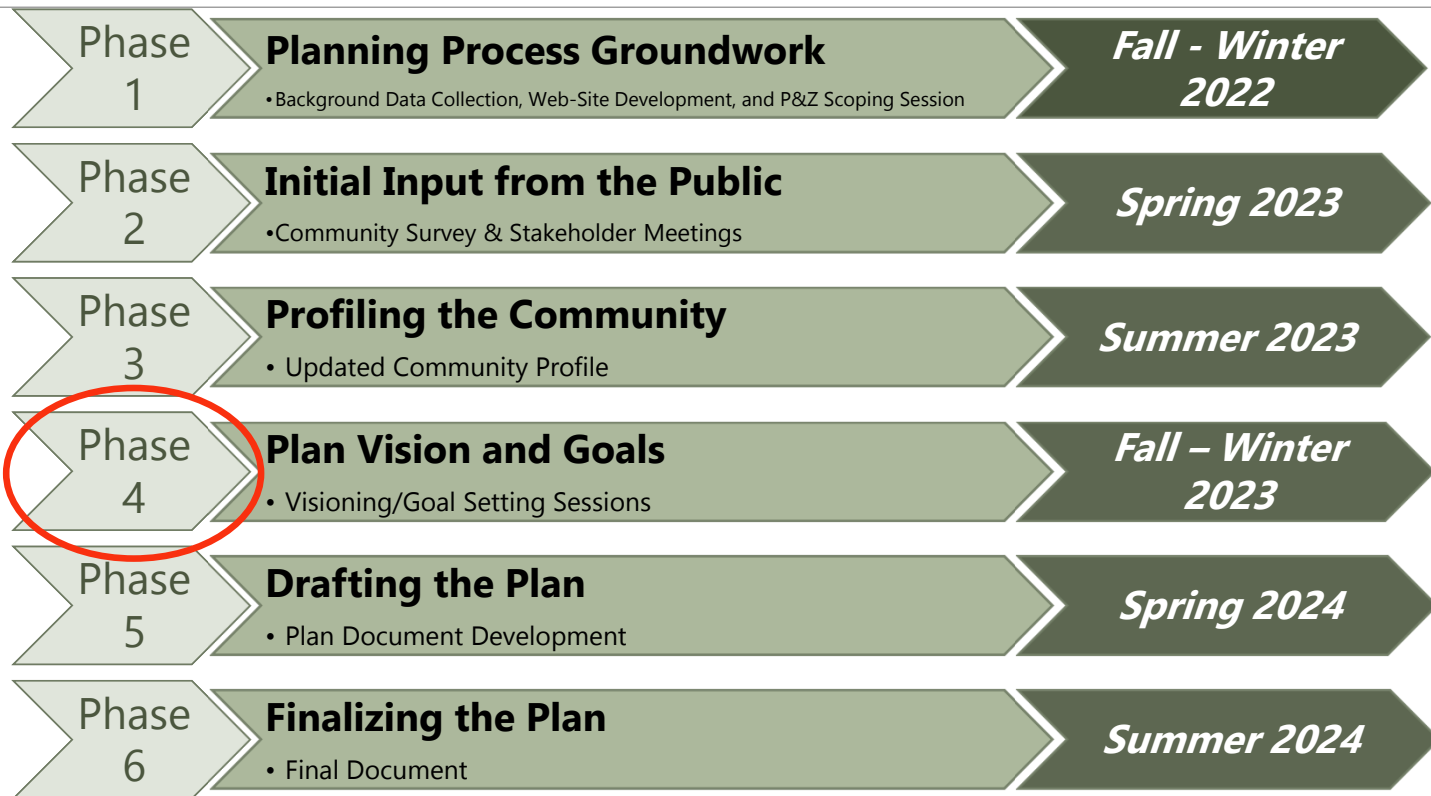 Phase
1
Planning Process Groundwork
•Background Data Collection, Web-Site Development, and P&Z Scoping Session
Fall - Winter
2022
Phase
2
Initial Input from the Public
•Community Survey & Stakeholder Meetings
Spring 2023
Phase
3
Profiling the Community
• Updated Community Profile
Summer 2023
Phase
4
Plan Vision and Goals
• Visioning/Goal Setting Sessions
Fall – Winter
2023
Phase
5
Drafting the Plan
• Plan Document Development
Spring 2024
Phase
6
Finalizing the Plan
• Final Document
Summer 2024